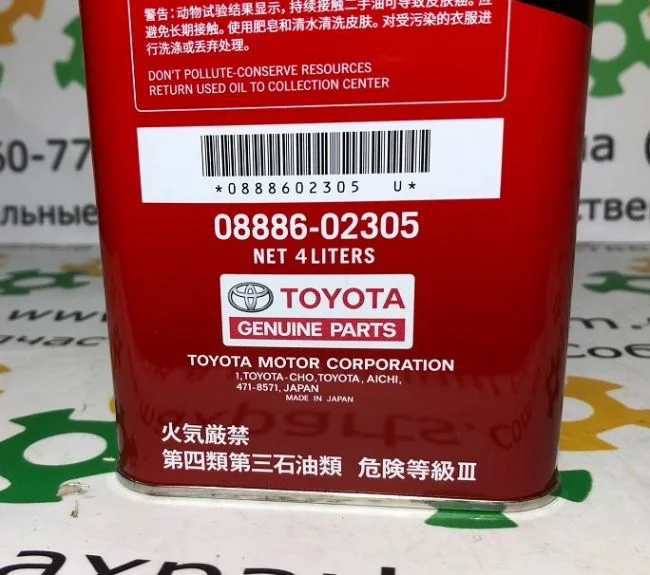 警告：动物试验结果显示，持续接触二手油可导致皮肤癌。应
避免长期接触。使用肥皂和清水清洗皮肤。对受污染的衣服进
行洗涤或丢弃处理。
DON'T POLLUTE-CONSERVE RESOURCES
RETURN USED OIL TO COLLECTION CENTER
*0888602305 U*
08886-02305
NET 4 LITERS
TOYOTA
GENUINE PARTS
TOYOTA MOTOR CORPORATION
1,TOYOTA-CHO,TOYOTA, AICHI,
471-8571, JAPAN
MADE IN JAPAN
火気厳禁
第四類第三石油類 危険等級Ⅲ